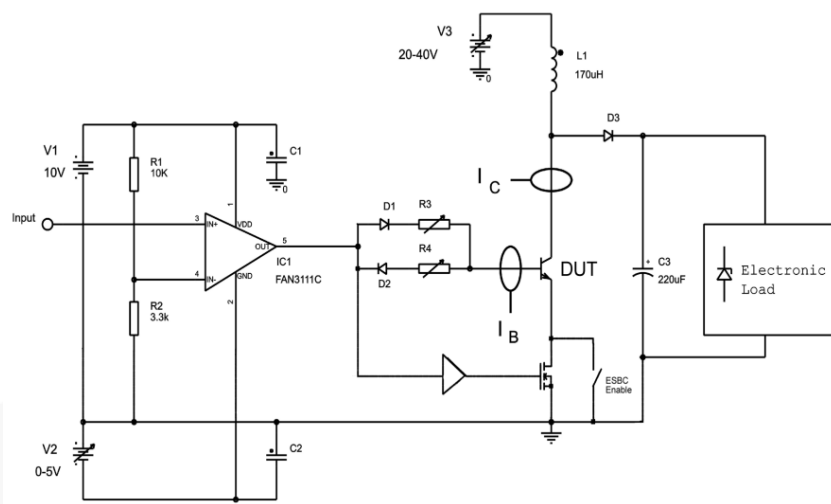 V3
20-40V
0
L1
170uH
D3
V1
10V
R1
10K
C1
0
I C
Input
3
IN+
1
VDD
OUT
5
4
IN-
GND
2
IC1
FAN3111C
D1
R3
R4
D2
I B
DUT
C3
220uF
Electronic
Load
R2
3.3k
ESBC
Enable
V2
0-5V
C2